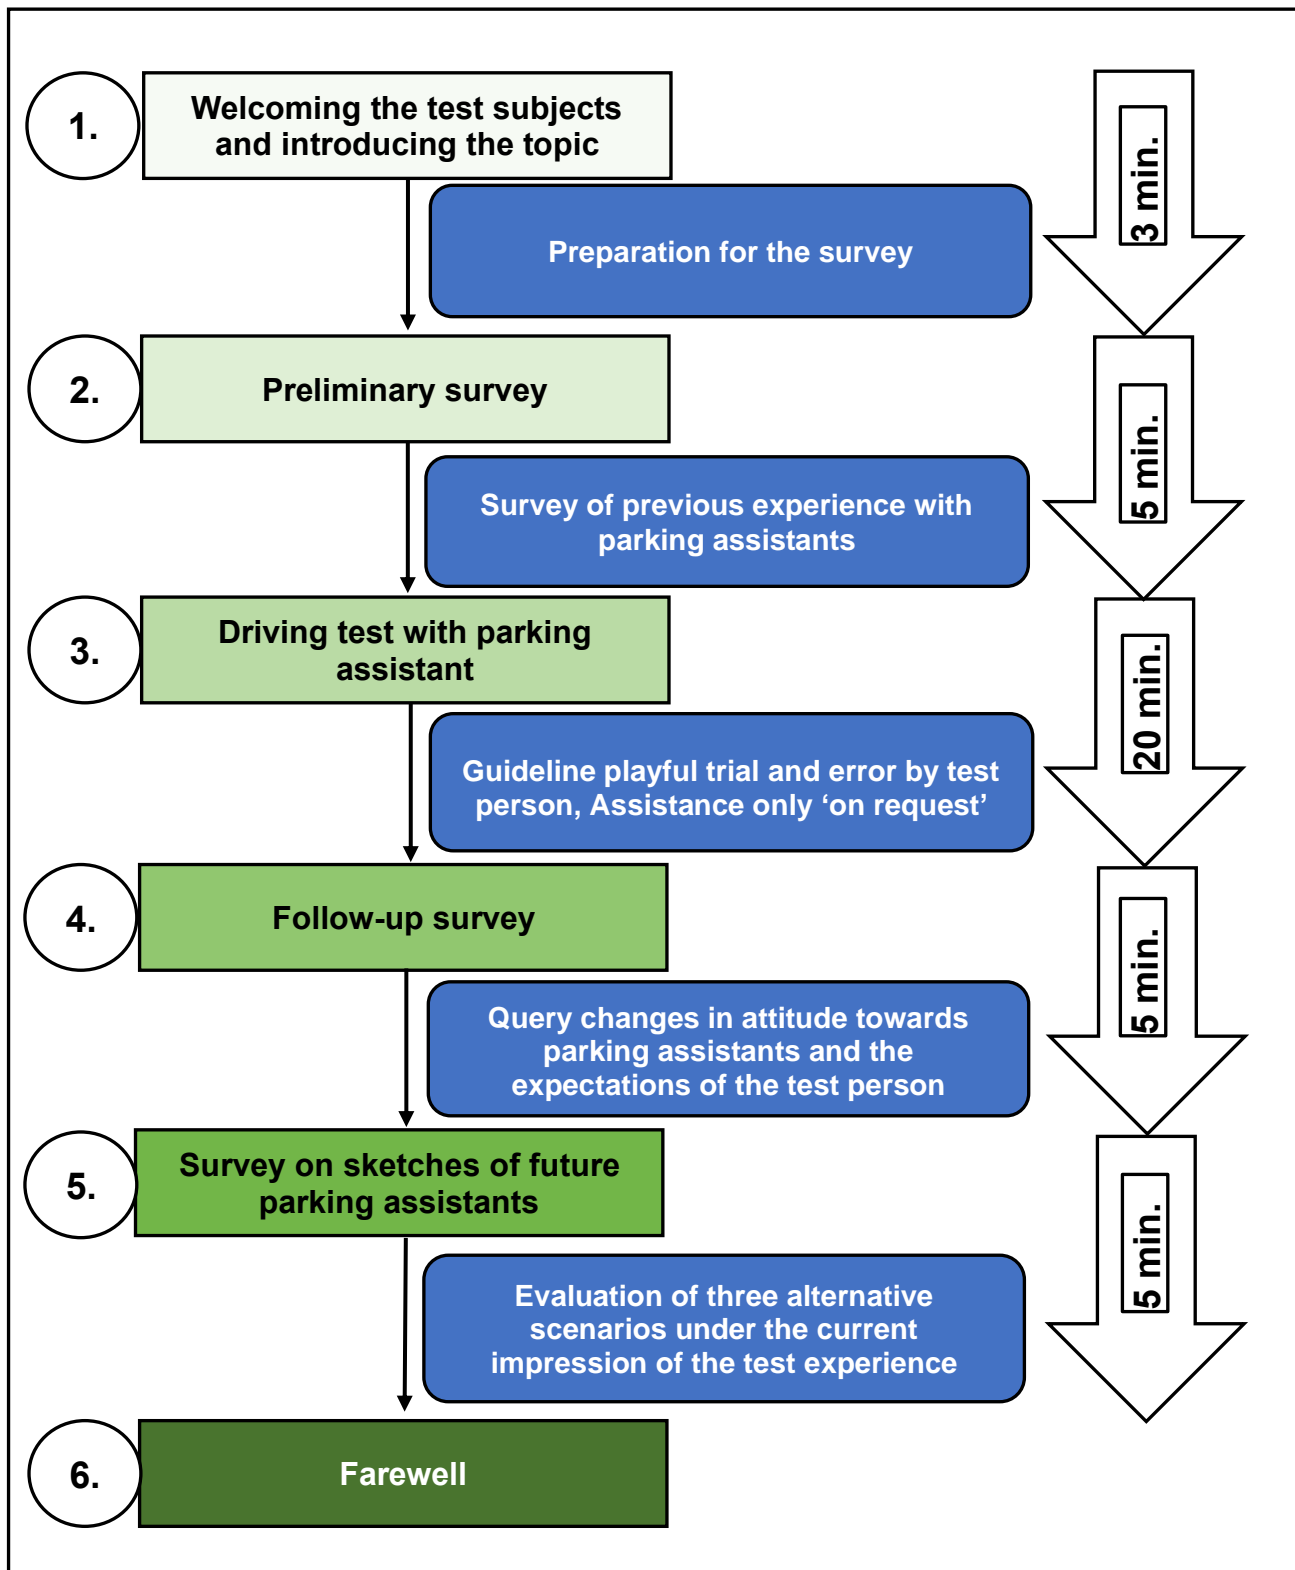 1.
Welcoming the test subjects
and introducing the topic
3 min.
Preparation for the survey
2.
Preliminary survey
5 min.
Survey of previous experience with
parking assistants
3.
Driving test with parking
assistant
20 min.
Guideline playful trial and error by test
person, Assistance only ‘on request’
4.
Follow-up survey
5 min.
Query changes in attitude towards
parking assistants and the
expectations of the test person
5.
Survey on sketches of future
parking assistants
5 min.
Evaluation of three alternative
scenarios under the current
impression of the test experience
6.
Farewell